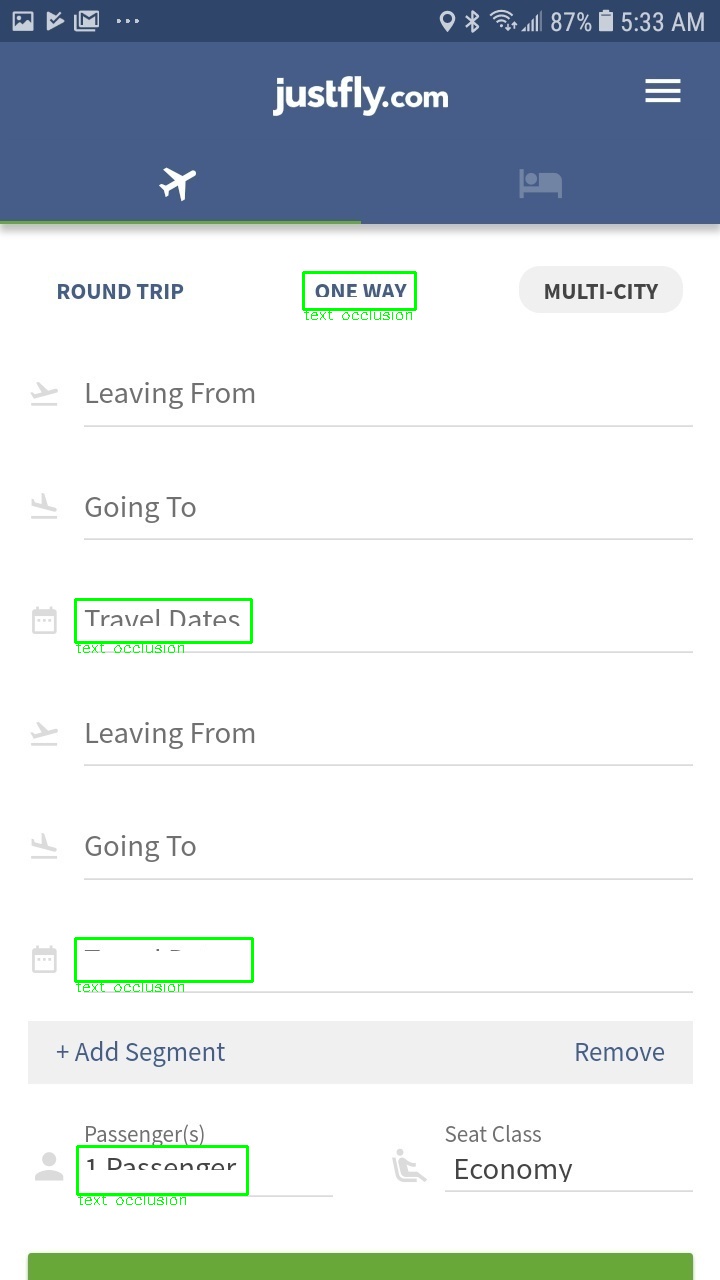 87% 5:33 AM
justfly.com
ROUND TRIP ONE WAY MULTI-CITY
text occlusion
Leaving From
Going To
Travel Dates
text occlusion
Leaving From
Going To
text occlusion
+ Add Segment Remove
Passenger(s) Seat Class
1 Passenger Economy
text occlusion